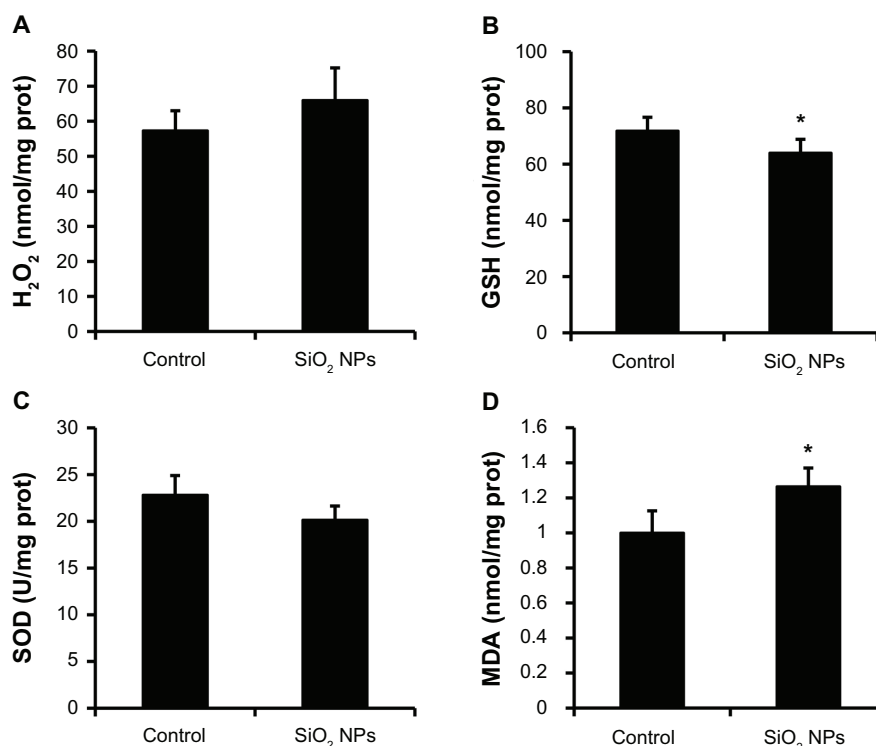 A
H₂O₂ (nmol/mg prot)
80
70
60
50
40
30
20
10
0
Control
SiO₂ NPs
B
GSH (nmol/mg prot)
100
80
60
40
20
0
*
Control
SiO₂ NPs
C
SOD (U/mg prot)
30
25
20
15
10
5
0
Control
SiO₂ NPs
D
MDA (nmol/mg prot)
1.6
1.4
1.2
1
0.8
0.6
0.4
0.2
0
*
Control
SiO₂ NPs